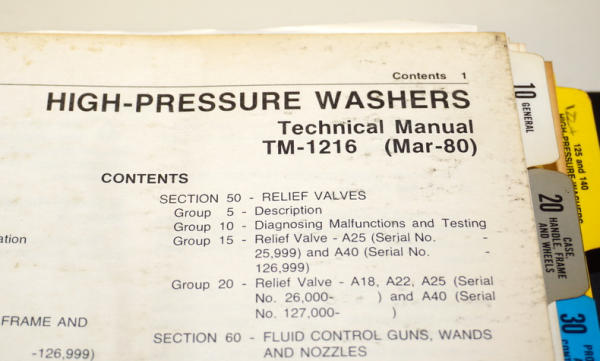 Contents 1
HIGH-PRESSURE WASHERS
Technical Manual
TM-1216 (Mar-80)
CONTENTS
SECTION 50 - RELIEF VALVES
Group 5 - Description
Group 10 - Diagnosing Malfunctions and Testing
Group 15 - Relief Valve - A25 (Serial No. -
25,999) and A40 (Serial No. -
126,999)
Group 20 - Relief Valve - A18, A22, A25 (Serial
No. 26,000- ) and A40 (Serial
No. 127,000- )
SECTION 60 - FLUID CONTROL GUNS, WANDS
AND NOZZLES
ation
FRAME AND
-126,999)
10
GENERAL
20
CASE,
HANDLE, FRAME
AND WHEELS
30
125 and 140
HIGH-PRESSURE WASHERS